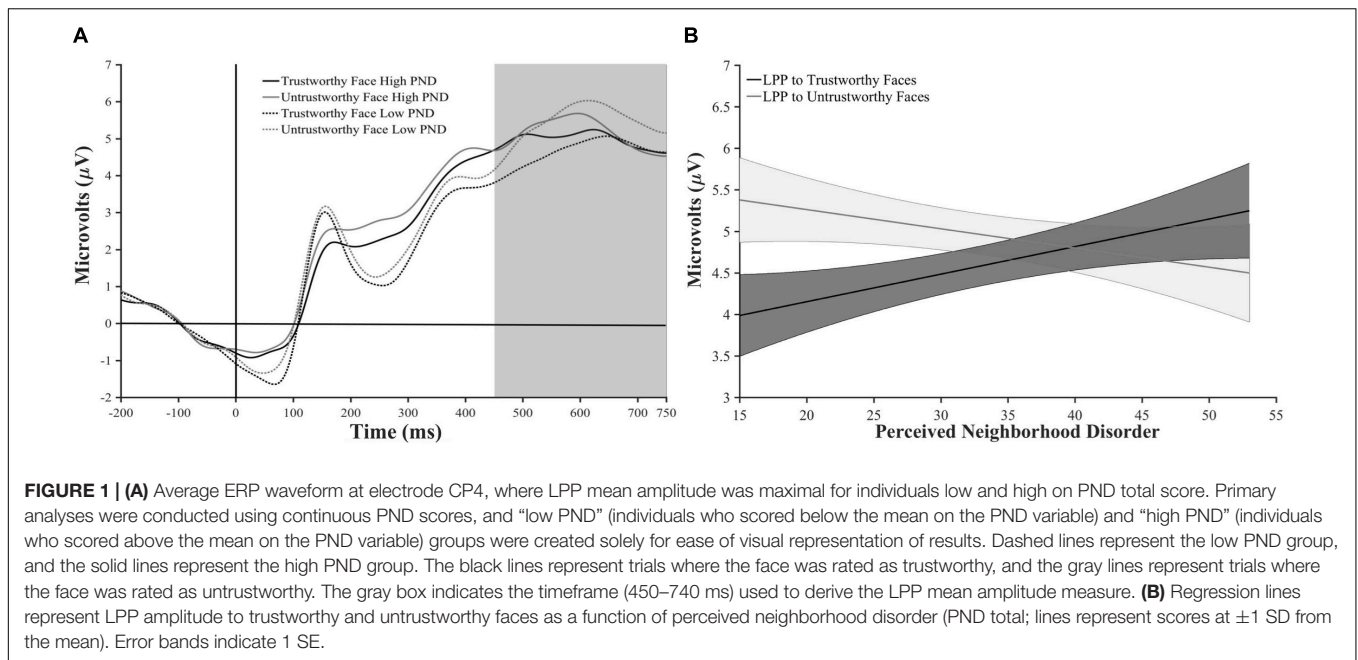 A
7
6
5
4
3
2
1
0
-1
-2
Microvolts (μV)
Trustworthy Face High PND
Untrustworthy Face High PND
Trustworthy Face Low PND
Untrustworthy Face Low PND
-200 -100 0 100 200 300 400 500 600 700 750
Time (ms)
B
7
6.5
6
5.5
5
4.5
4
3.5
3
Microvolts (μV)
LPP to Trustworthy Faces
LPP to Untrustworthy Faces
15 20 25 30 35 40 45 50 55
Perceived Neighborhood Disorder
FIGURE 1 | (A) Average ERP waveform at electrode CP4, where LPP mean amplitude was maximal for individuals low and high on PND total score. Primary
analyses were conducted using continuous PND scores, and “low PND” (individuals who scored below the mean on the PND variable) and “high PND” (individuals
who scored above the mean on the PND variable) groups were created solely for ease of visual representation of results. Dashed lines represent the low PND group,
and the solid lines represent the high PND group. The black lines represent trials where the face was rated as trustworthy, and the gray lines represent trials where
the face was rated as untrustworthy. The gray box indicates the timeframe (450–740 ms) used to derive the LPP mean amplitude measure. (B) Regression lines
represent LPP amplitude to trustworthy and untrustworthy faces as a function of perceived neighborhood disorder (PND total; lines represent scores at ±1 SD from
the mean). Error bands indicate 1 SE.